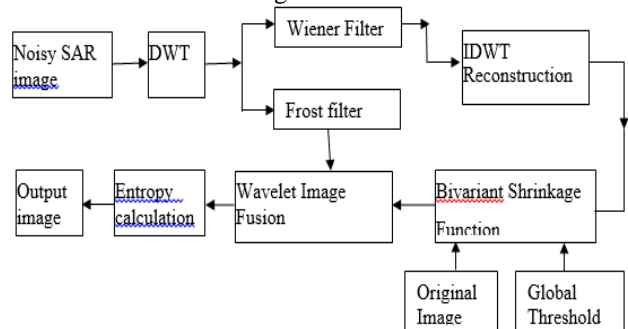 Wiener Filter
Noisy SAR
image
DWT
IDWT
Reconstruction
Frost filter
Output
image
Entropy
calculation
Wavelet Image
Fusion
Bivariant Shrinkage
Function
Original
Image
Global
Threshold